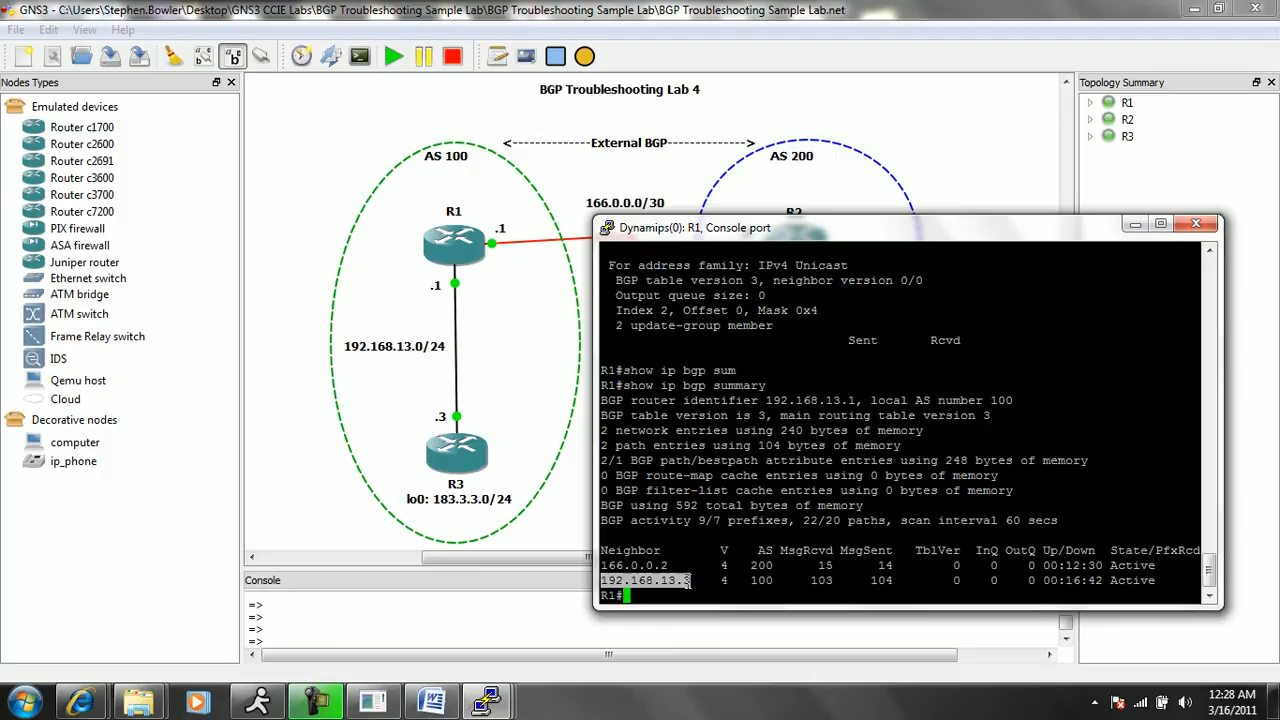 GNS3 - C:\Users\Stephen.Bowler\Desktop\GNS3 CCIE Labs\BGP Troubleshooting Sample Lab\BGP Troubleshooting Sample Lab\BGP Troubleshooting Sample Lab.net
File Edit View Help
Nodes Types
Emulated devices
Router c1700
Router c2600
Router c2691
Router c3600
Router c3700
Router c7200
PIX firewall
ASA firewall
Juniper router
Ethernet switch
ATM bridge
ATM switch
Frame Relay switch
IDS
Qemu host
Cloud
Decorative nodes
computer
ip_phone
BGP Troubleshooting Lab 4
External BGP
AS 100
AS 200
166.0.0.0/30
R1
.1
R2
.1
192.168.13.0/24
.3
R3
lo0: 183.3.3.0/24
Topology Summary
R1
R2
R3
Dynamips(0): R1, Console port
For address family: IPv4 Unicast
BGP table version 3, neighbor version 0/0
Output queue size: 0
Index 2, Offset 0, Mask 0x4
2 update-group member
Sent Rcvd
R1#show ip bgp sum
R1#show ip bgp summary
BGP router identifier 192.168.13.1, local AS number 100
BGP table version is 3, main routing table version 3
2 network entries using 240 bytes of memory
2 path entries using 104 bytes of memory
2/1 BGP path/bestpath attribute entries using 248 bytes of memory
0 BGP route-map cache entries using 0 bytes of memory
0 BGP filter-list cache entries using 0 bytes of memory
BGP using 592 total bytes of memory
BGP activity 9/7 prefixes, 22/20 paths, scan interval 60 secs
Neighbor V AS MsgRcvd MsgSent TblVer InQ OutQ Up/Down State/PfxRcd
166.0.0.2 4 200 15 14 0 0 0 00:12:30 Active
192.168.13.3 4 100 103 104 0 0 0 00:16:42 Active
R1#
Console
=>
=>
=>
=>
12:28 AM
3/16/2011